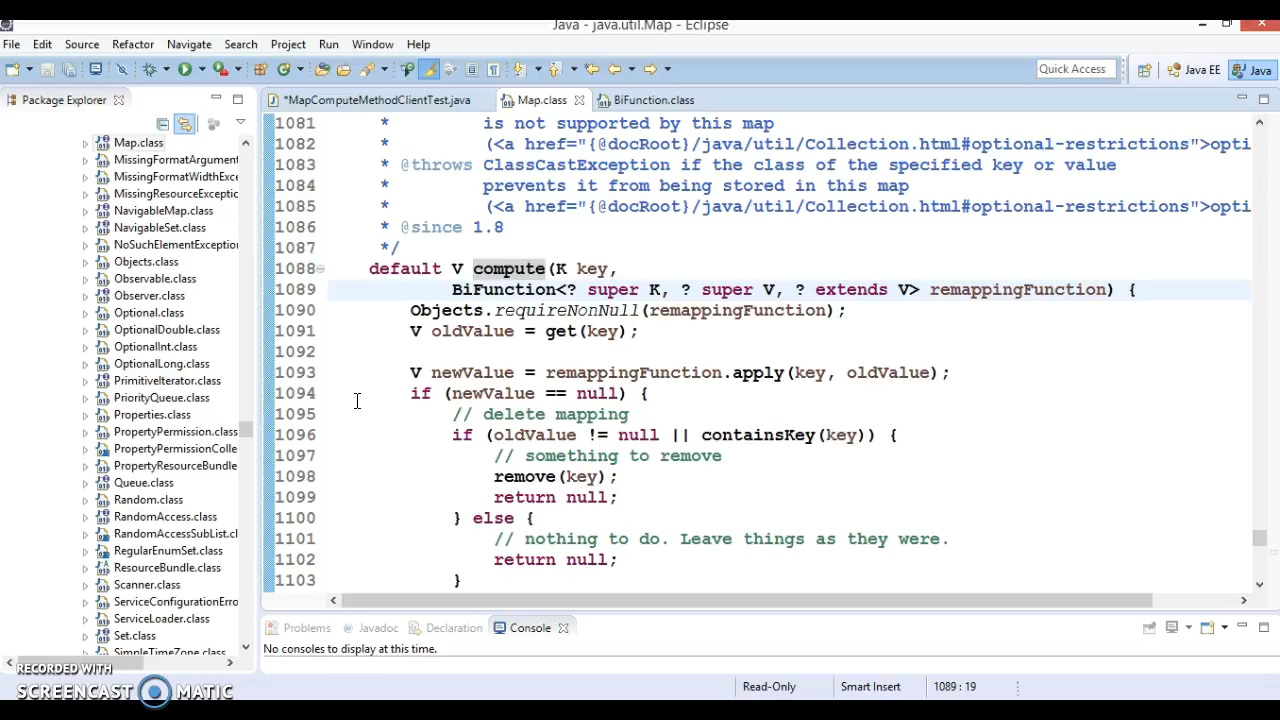 Java - java.util.Map - Eclipse
File Edit Source Refactor Navigate Search Project Run Window Help
Quick Access
Java EE
Java
Package Explorer
*MapComputeMethodClientTest.java
Map.class
BiFunction.class
Map.class
MissingFormatArgument
MissingFormatWidthExce
MissingResourceExceptio
NavigableMap.class
NavigableSet.class
NoSuchElementException
Objects.class
Observable.class
Observer.class
Optional.class
OptionalDouble.class
OptionalInt.class
OptionalLong.class
PrimitiveIterator.class
PriorityQueue.class
Properties.class
PropertyPermission.class
PropertyPermissionColle
PropertyResourceBundle
Queue.class
Random.class
RandomAccess.class
RandomAccessSubList.cl
RegularEnumSet.class
ResourceBundle.class
Scanner.class
ServiceConfigurationErro
ServiceLoader.class
Set.class
SimpleTimeZone.class
1081 * is not supported by this map
1082 * (<a href="{@docRoot}/java/util/Collection.html#optional-restrictions">opti
1083 * @throws ClassCastException if the class of the specified key or value
1084 * prevents it from being stored in this map
1085 * (<a href="{@docRoot}/java/util/Collection.html#optional-restrictions">opti
1086 * @since 1.8
1087 */
1088 default V compute(K key,
1089 BiFunction<? super K, ? super V, ? extends V> remappingFunction) {
1090 Objects.requireNonNull(remappingFunction);
1091 V oldValue = get(key);
1092
1093 V newValue = remappingFunction.apply(key, oldValue);
1094 if (newValue == null) {
1095 // delete mapping
1096 if (oldValue != null || containsKey(key)) {
1097 // something to remove
1098 remove(key);
1099 return null;
1100 } else {
1101 // nothing to do. Leave things as they were.
1102 return null;
1103 }
Problems
Javadoc
Declaration
Console
No consoles to display at this time.
Read-Only
Smart Insert
1089 : 19
RECORDED WITH
SCREENCAST MATIC